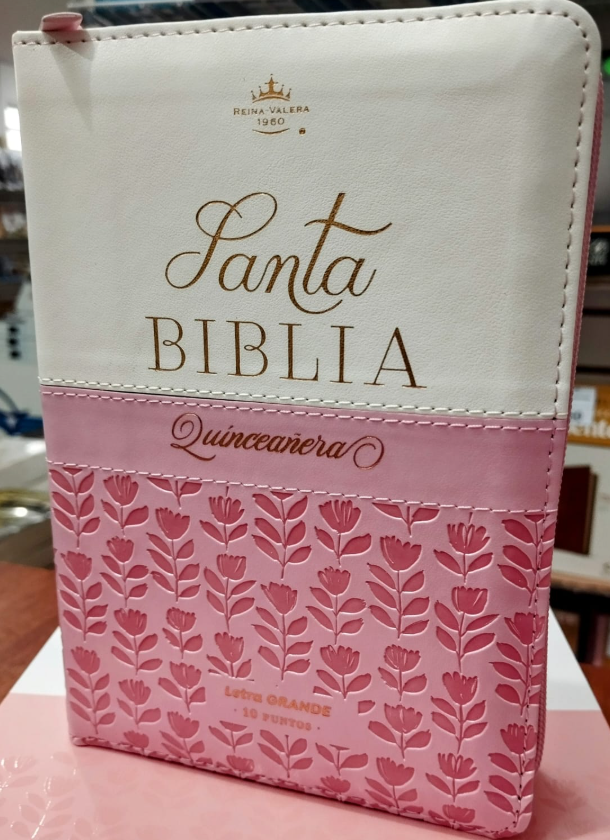 REINA-VALERA
1960
Santa
BIBLIA
Quinceañera
Letra GRANDE
· 10 PUNTOS ·